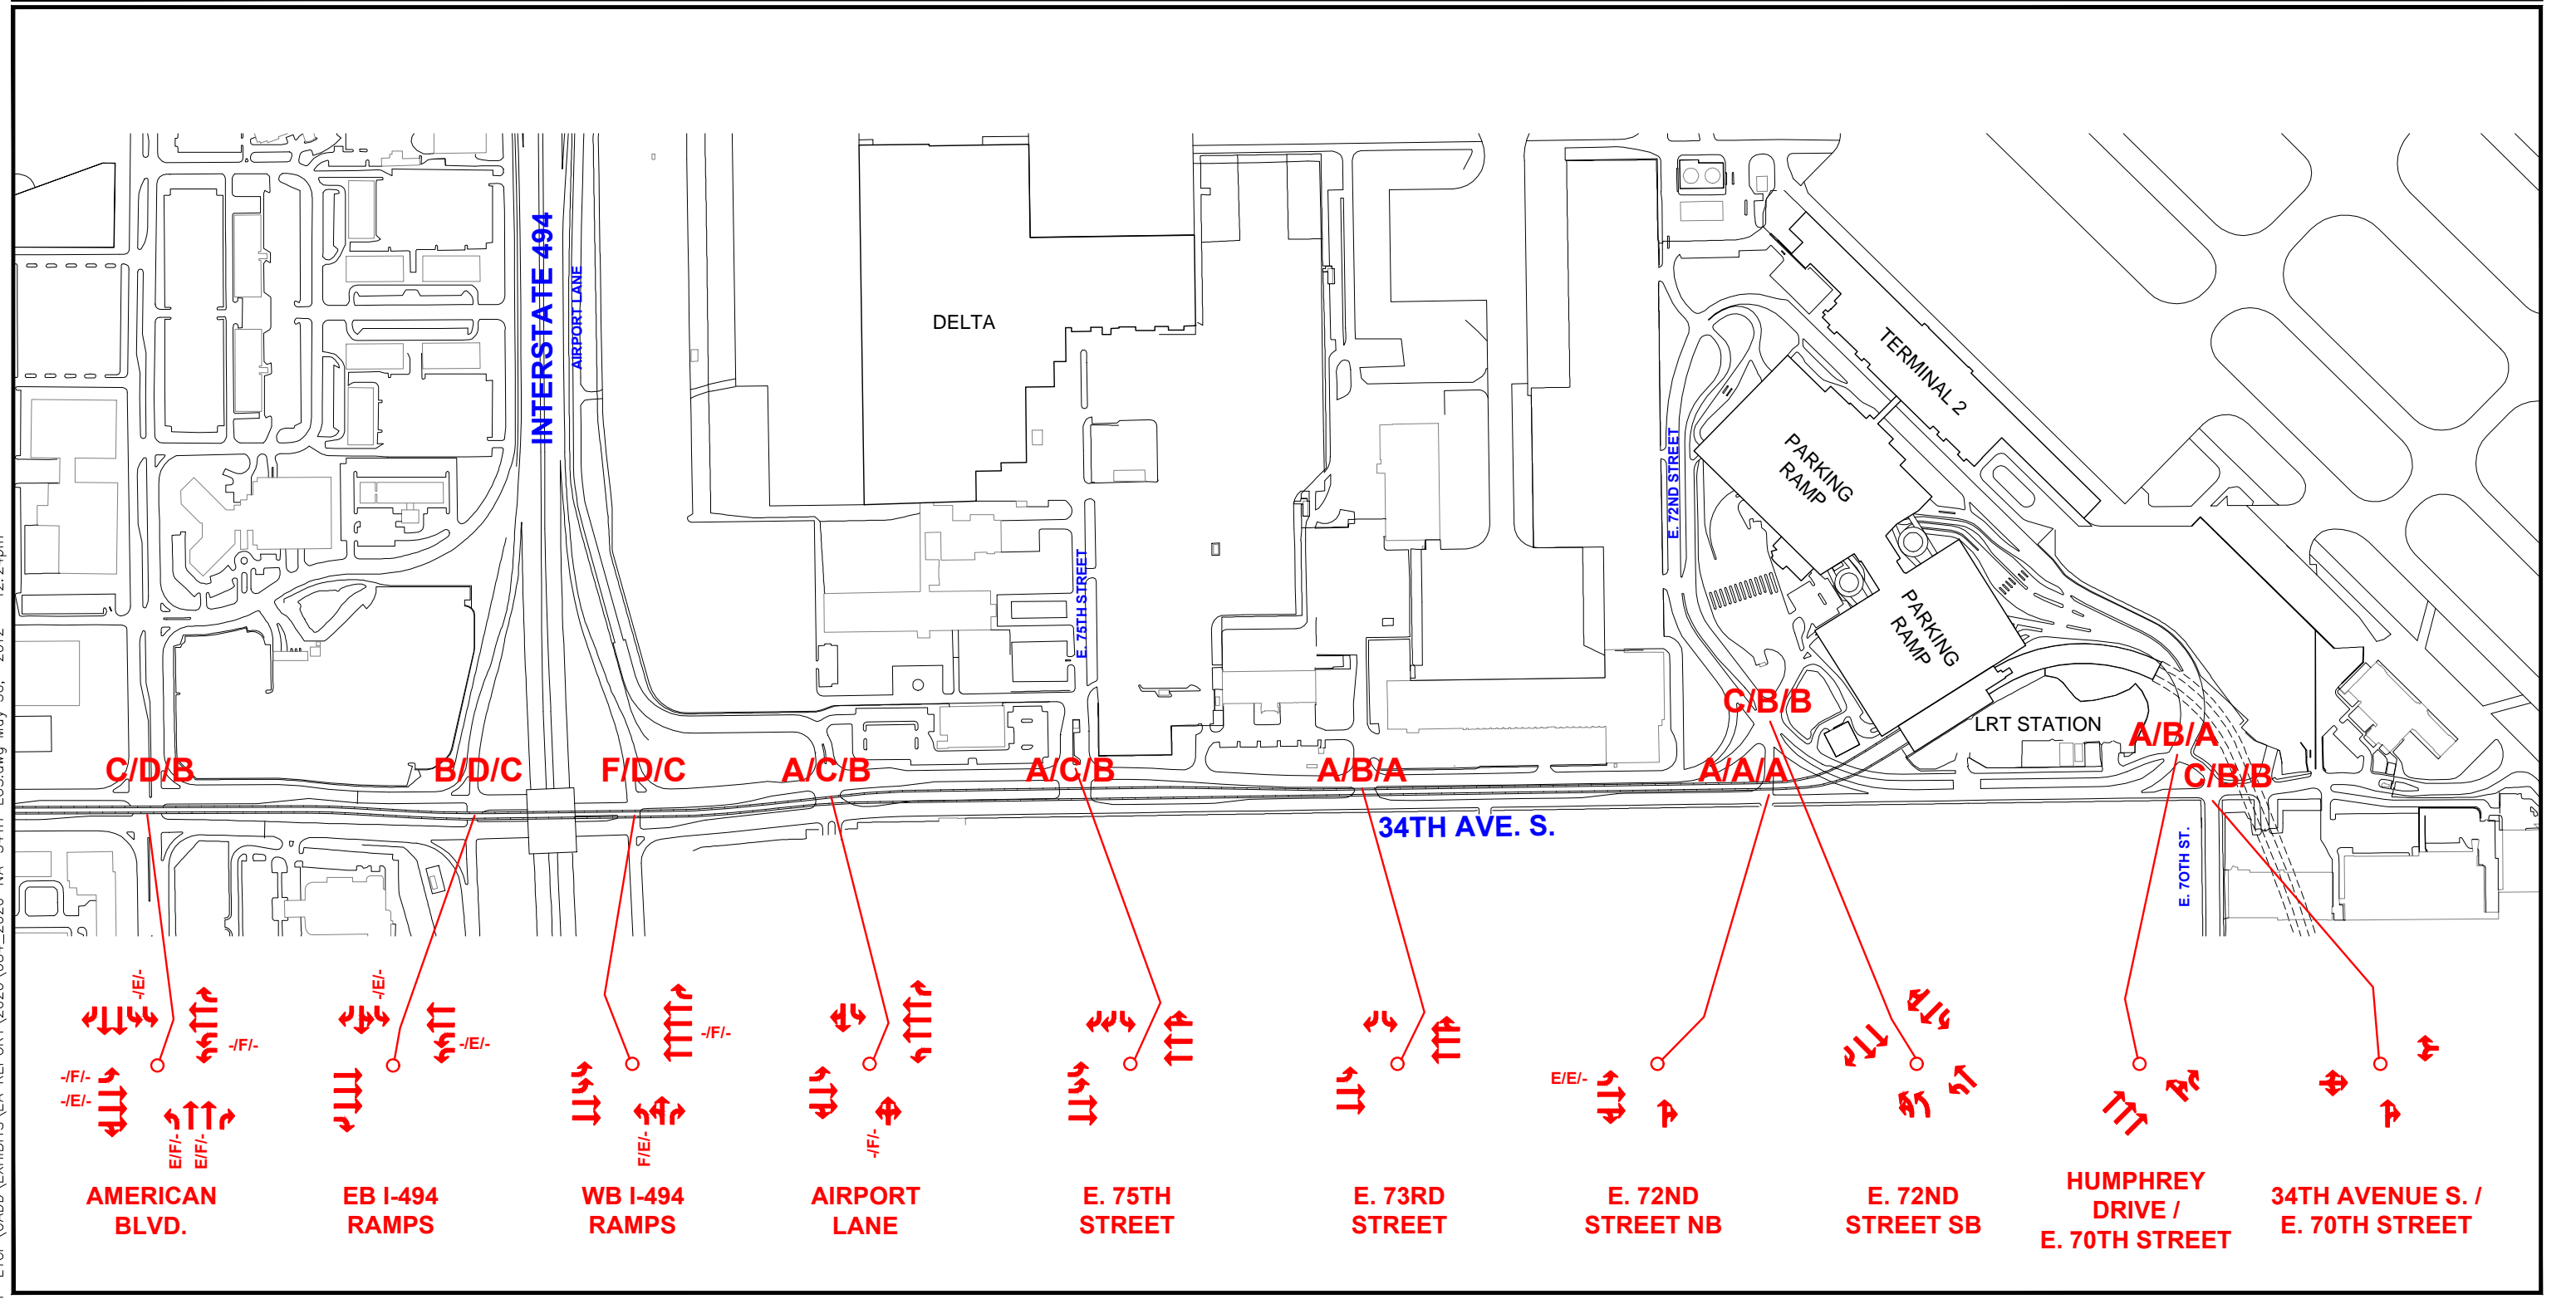 INTERSTATE 494
AIRPORT LANE
DELTA
E. 75TH STREET
E. 72ND STREET
TERMINAL 2
PARKING
RAMP
PARKING
RAMP
LRT STATION
34TH AVE. S.
E. 70TH ST.
C/D/B
B/D/C
F/D/C
A/C/B
A/C/B
A/B/A
A/A/A
C/B/B
A/B/A
C/B/B
-/E/-
-/F/-
-/F/-
-/E/-
E/F/-
E/F/-
AMERICAN
BLVD.
-/E/-
-/E/-
EB I-494
RAMPS
-/F/-
F/E/-
WB I-494
RAMPS
-/F/-
AIRPORT
LANE
E. 75TH
STREET
E. 73RD
STREET
E/E/-
E. 72ND
STREET NB
E. 72ND
STREET SB
HUMPHREY
DRIVE /
E. 70TH STREET
34TH AVENUE S. /
E. 70TH STREET